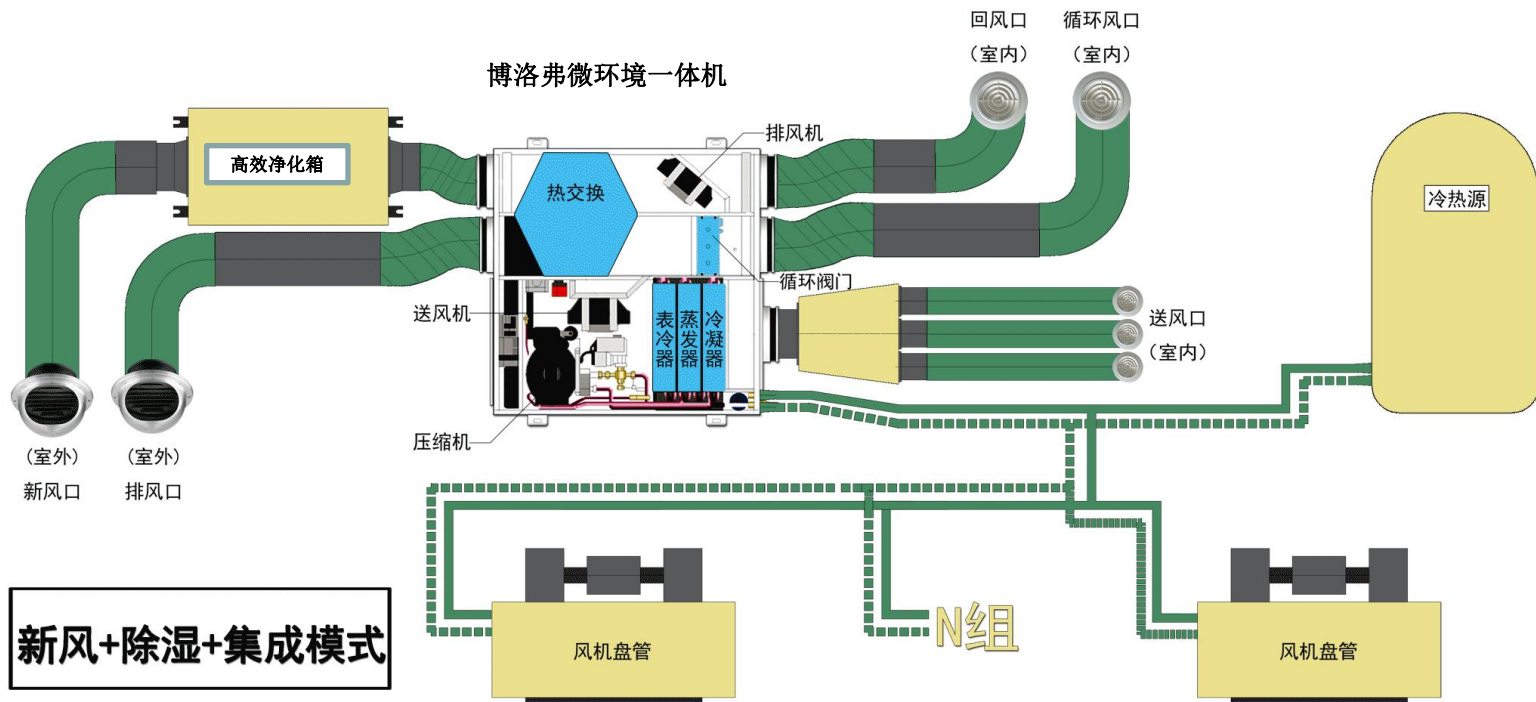 回风口
循环风口
（室内）
（室内）
博洛弗微环境一体机
排风机
高效净化箱
热交换
冷热源
循环阀门
送风机
表冷器
蒸发器
冷凝器
送风口
（室内）
压缩机
（室外）
新风口
（室外）
排风口
N组
新风+除湿+集成模式
风机盘管
风机盘管